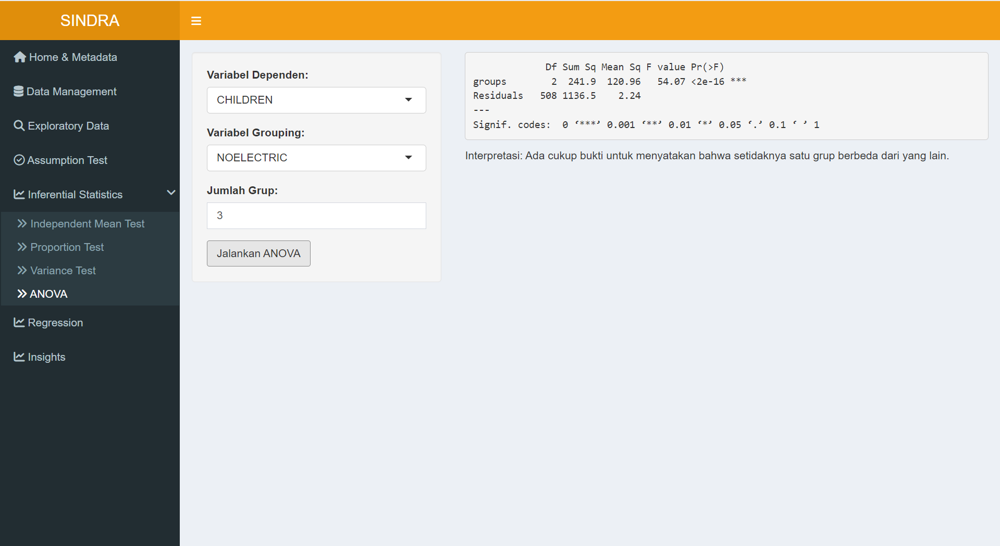 SINDRA
Home & Metadata
Data Management
Exploratory Data
Assumption Test
Inferential Statistics
Independent Mean Test
Proportion Test
Variance Test
ANOVA
Regression
Insights
Variabel Dependen:
CHILDREN
Variabel Grouping:
NOELECTRIC
Jumlah Grup:
3
Jalankan ANOVA
Df Sum Sq Mean Sq F value Pr(>F)
groups 2 241.9 120.96 54.07 <2e-16 ***
Residuals 508 1136.5 2.24
---
Signif. codes: 0 ‘***’ 0.001 ‘**’ 0.01 ‘*’ 0.05 ‘.’ 0.1 ‘ ’ 1
Interpretasi: Ada cukup bukti untuk menyatakan bahwa setidaknya satu grup berbeda dari yang lain.